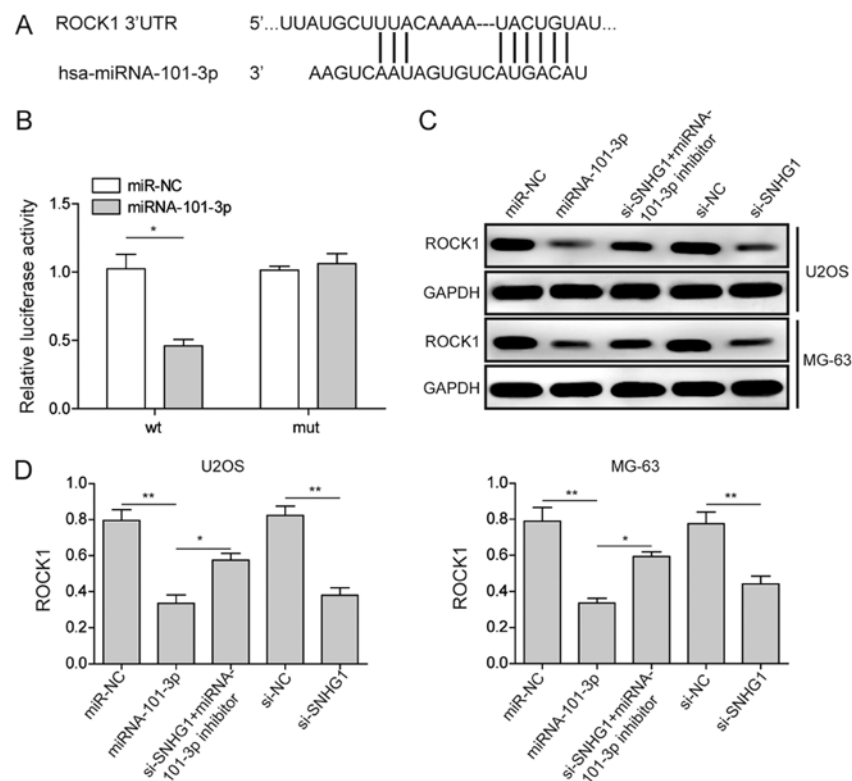 A
ROCK1 3'UTR 5'...UUAUGCUUUACAAAA---UACUGUAU...
hsa-miRNA-101-3p 3' AAGUCAAUAGUGUCAUGACAU
B
miR-NC
miRNA-101-3p
Relative luciferase activity
1.5
1.0
0.5
0.0
*
wt mut
C
miR-NC
miRNA-101-3p
si-SNHG1+miRNA-
101-3p inhibitor
si-NC
si-SNHG1
ROCK1
GAPDH
U2OS
ROCK1
GAPDH
MG-63
D
U2OS
ROCK1
1.0
0.8
0.6
0.4
0.2
0.0
**
*
**
miR-NC
miRNA-101-3p
si-SNHG1+miRNA-
101-3p inhibitor
si-NC
si-SNHG1
MG-63
ROCK1
1.0
0.8
0.6
0.4
0.2
0.0
**
*
**
miR-NC
miRNA-101-3p
si-SNHG1+miRNA-
101-3p inhibitor
si-NC
si-SNHG1